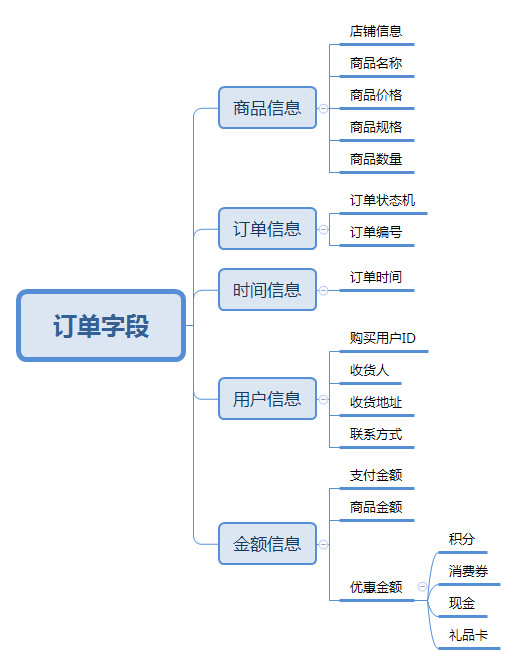 订单字段
商品信息
店铺信息
商品名称
商品价格
商品规格
商品数量
订单信息
订单状态机
订单编号
时间信息
订单时间
用户信息
购买用户ID
收货人
收货地址
联系方式
金额信息
支付金额
商品金额
优惠金额
积分
消费券
现金
礼品卡